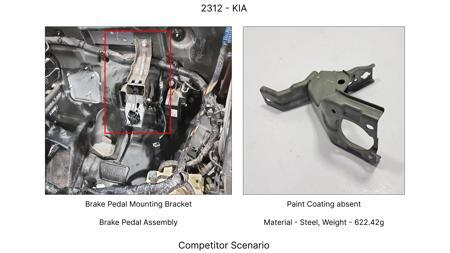 2312 - KIA
Brake Pedal Mounting Bracket
Paint Coating absent
Brake Pedal Assembly
Material - Steel, Weight - 622.42g
Competitor Scenario